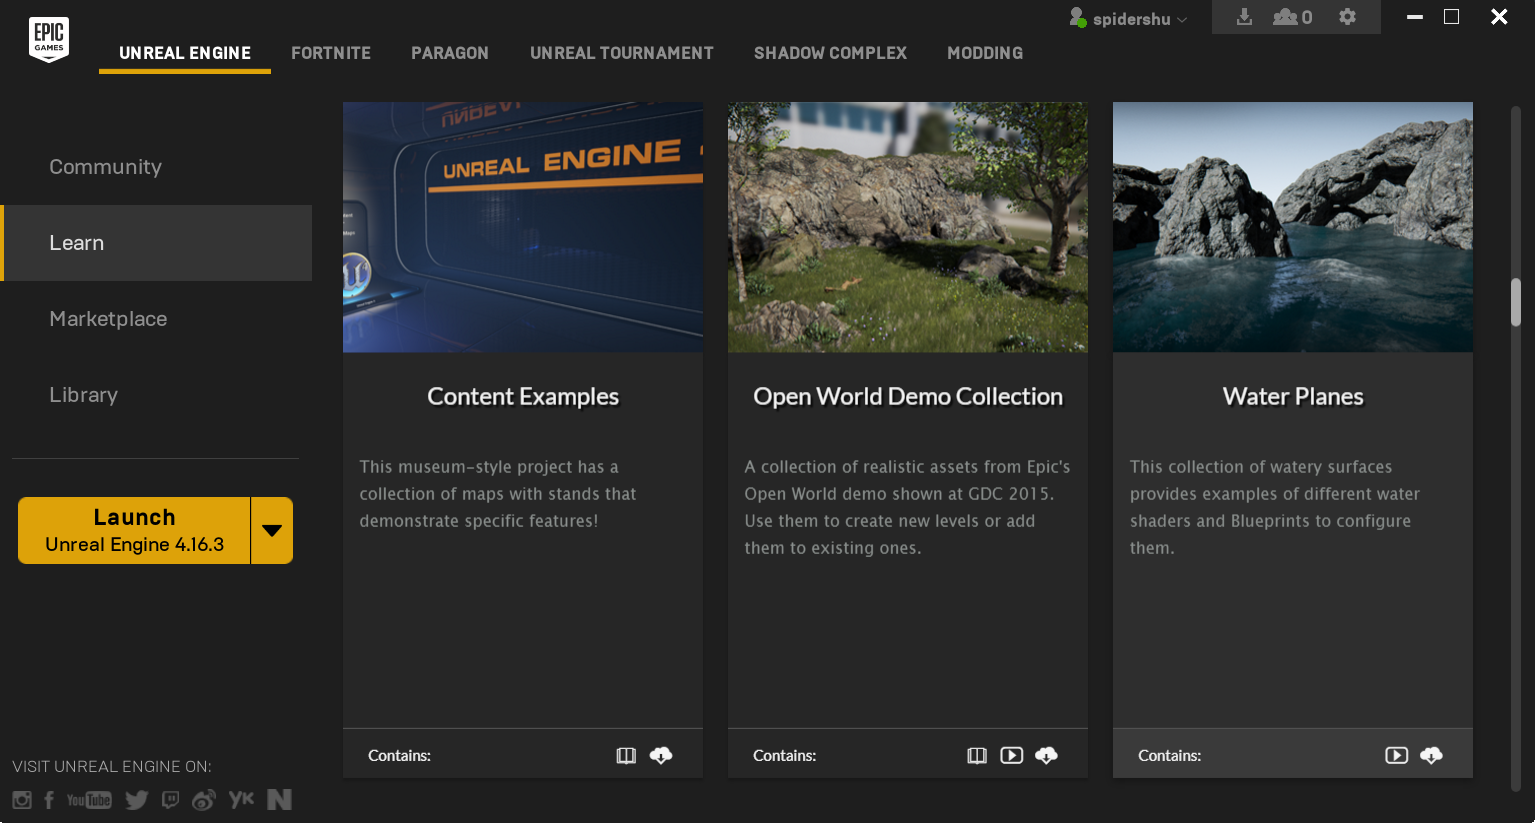 EPIC
GAMES
spidershu
0
UNREAL ENGINE
FORTNITE
PARAGON
UNREAL TOURNAMENT
SHADOW COMPLEX
MODDING
Community
Learn
Marketplace
Library
Launch
Unreal Engine 4.16.3
VISIT UNREAL ENGINE ON:
You Tube
UNREAL ENGINE 4
Content Examples
This museum-style project has a
collection of maps with stands that
demonstrate specific features!
Contains:
Open World Demo Collection
A collection of realistic assets from Epic's
Open World demo shown at GDC 2015.
Use them to create new levels or add
them to existing ones.
Contains:
Water Planes
This collection of watery surfaces
provides examples of different water
shaders and Blueprints to configure
them.
Contains: